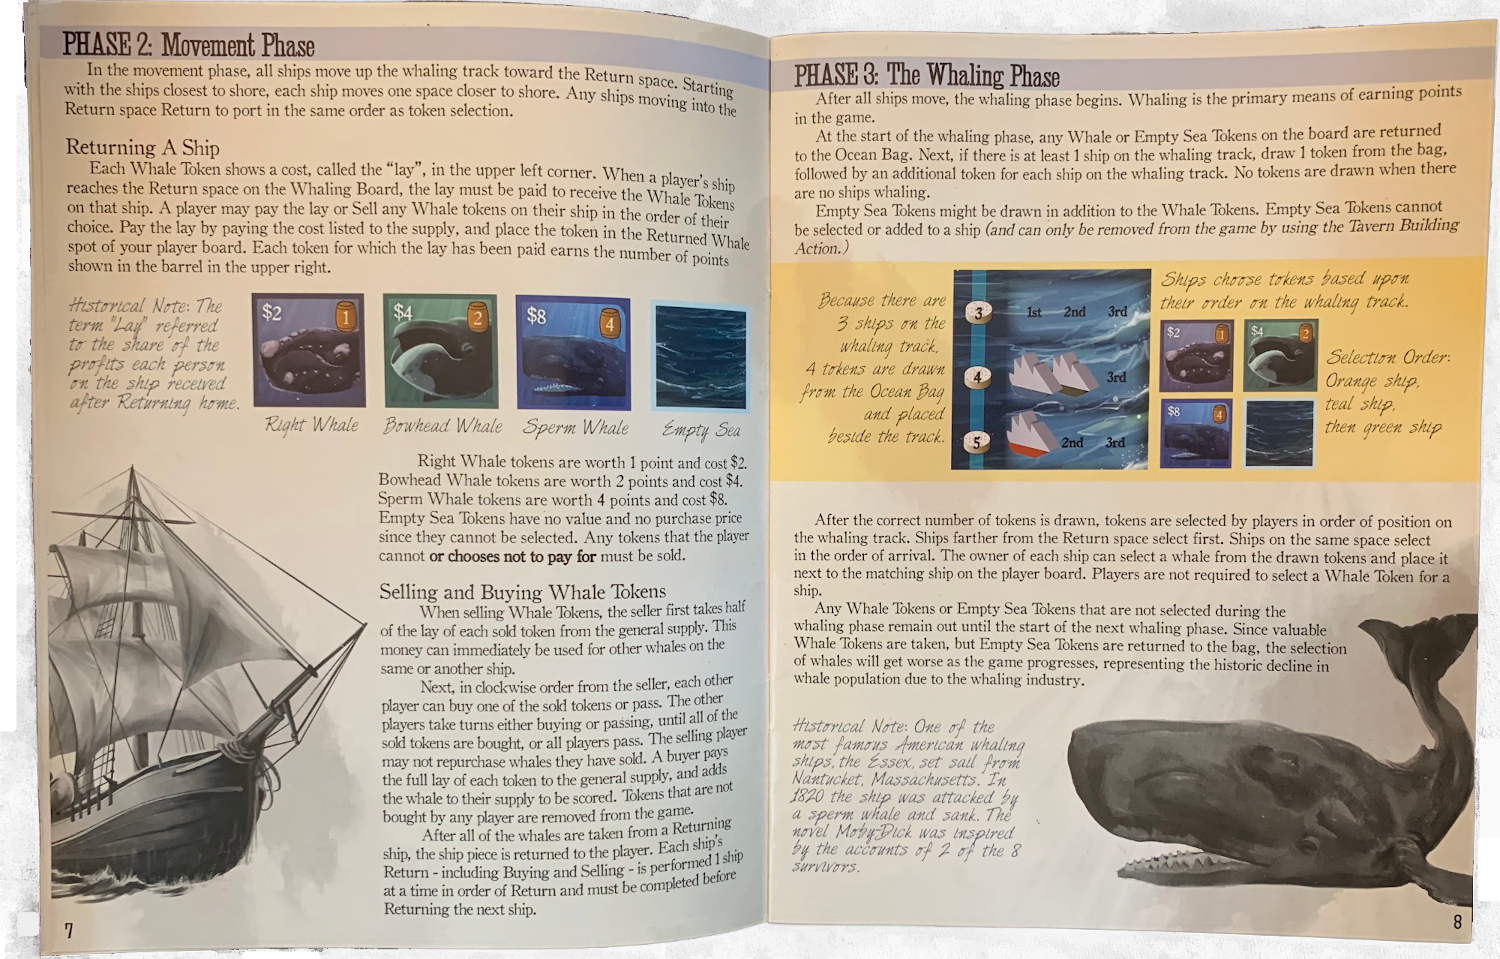 PHASE 2: Movement Phase
In the movement phase, all ships move up the whaling track toward the Return space. Starting
with the ships closest to shore, each ship moves one space closer to shore. Any ships moving into the
Return space Return to port in the same order as token selection.
Returning A Ship
Each Whale Token shows a cost, called the “lay”, in the upper left corner. When a player's ship
reaches the Return space on the Whaling Board, the lay must be paid to receive the Whale Tokens
on that ship. A player may pay the lay or Sell any Whale tokens on their ship in the order of their
choice. Pay the lay by paying the cost listed to the supply, and place the token in the Returned Whale
spot of your player board. Each token for which the lay has been paid earns the number of points
shown in the barrel in the upper right.
Historical Note: The
term "Lay" referred
to the share of the
profits each person
on the ship received
after Returning home.
$2
1
$4
2
$8
4
Right Whale
Bowhead Whale
Sperm Whale
Empty Sea
Right Whale tokens are worth 1 point and cost $2.
Bowhead Whale tokens are worth 2 points and cost $4.
Sperm Whale tokens are worth 4 points and cost $8.
Empty Sea Tokens have no value and no purchase price
since they cannot be selected. Any tokens that the player
cannot or chooses not to pay for must be sold.
Selling and Buying Whale Tokens
When selling Whale Tokens, the seller first takes half
of the lay of each sold token from the general supply. This
money can immediately be used for other whales on the
same or another ship.
Next, in clockwise order from the seller, each other
player can buy one of the sold tokens or pass. The other
players take turns either buying or passing, until all of the
sold tokens are bought, or all players pass. The selling player
may not repurchase whales they have sold. A buyer pays
the full lay of each token to the general supply, and adds
the whale to their supply to be scored. Tokens that are not
bought by any player are removed from the game.
After all of the whales are taken from a Returning
ship, the ship piece is returned to the player. Each ship's
Return - including Buying and Selling - is performed 1 ship
at a time in order of Return and must be completed before
Returning the next ship.
7
PHASE 3: The Whaling Phase
After all ships move, the whaling phase begins. Whaling is the primary means of earning points
in the game.
At the start of the whaling phase, any Whale or Empty Sea Tokens on the board are returned
to the Ocean Bag. Next, if there is at least 1 ship on the whaling track, draw 1 token from the bag,
followed by an additional token for each ship on the whaling track. No tokens are drawn when there
are no ships whaling.
Empty Sea Tokens might be drawn in addition to the Whale Tokens. Empty Sea Tokens cannot
be selected or added to a ship (and can only be removed from the game by using the Tavern Building
Action.)
Because there are
3 ships on the
whaling track,
4 tokens are drawn
from the Ocean Bag
and placed
beside the track.
3
1st 2nd 3rd
4
3rd
5
2nd 3rd
Ships choose tokens based upon
their order on the whaling track.
$2
1
$4
2
$8
4
Selection Order:
Orange ship,
teal ship,
then green ship
After the correct number of tokens is drawn, tokens are selected by players in order of position on
the whaling track. Ships farther from the Return space select first. Ships on the same space select
in the order of arrival. The owner of each ship can select a whale from the drawn tokens and place it
next to the matching ship on the player board. Players are not required to select a Whale Token for a
ship.
Any Whale Tokens or Empty Sea Tokens that are not selected during the
whaling phase remain out until the start of the next whaling phase. Since valuable
Whale Tokens are taken, but Empty Sea Tokens are returned to the bag, the selection
of whales will get worse as the game progresses, representing the historic decline in
whale population due to the whaling industry.
Historical Note: One of the
most famous American whaling
ships, the Essex, set sail from
Nantucket, Massachusetts. In
1820 the ship was attacked by
a sperm whale and sank. The
novel Moby-Dick was inspired
by the accounts of 2 of the 8
survivors.
8